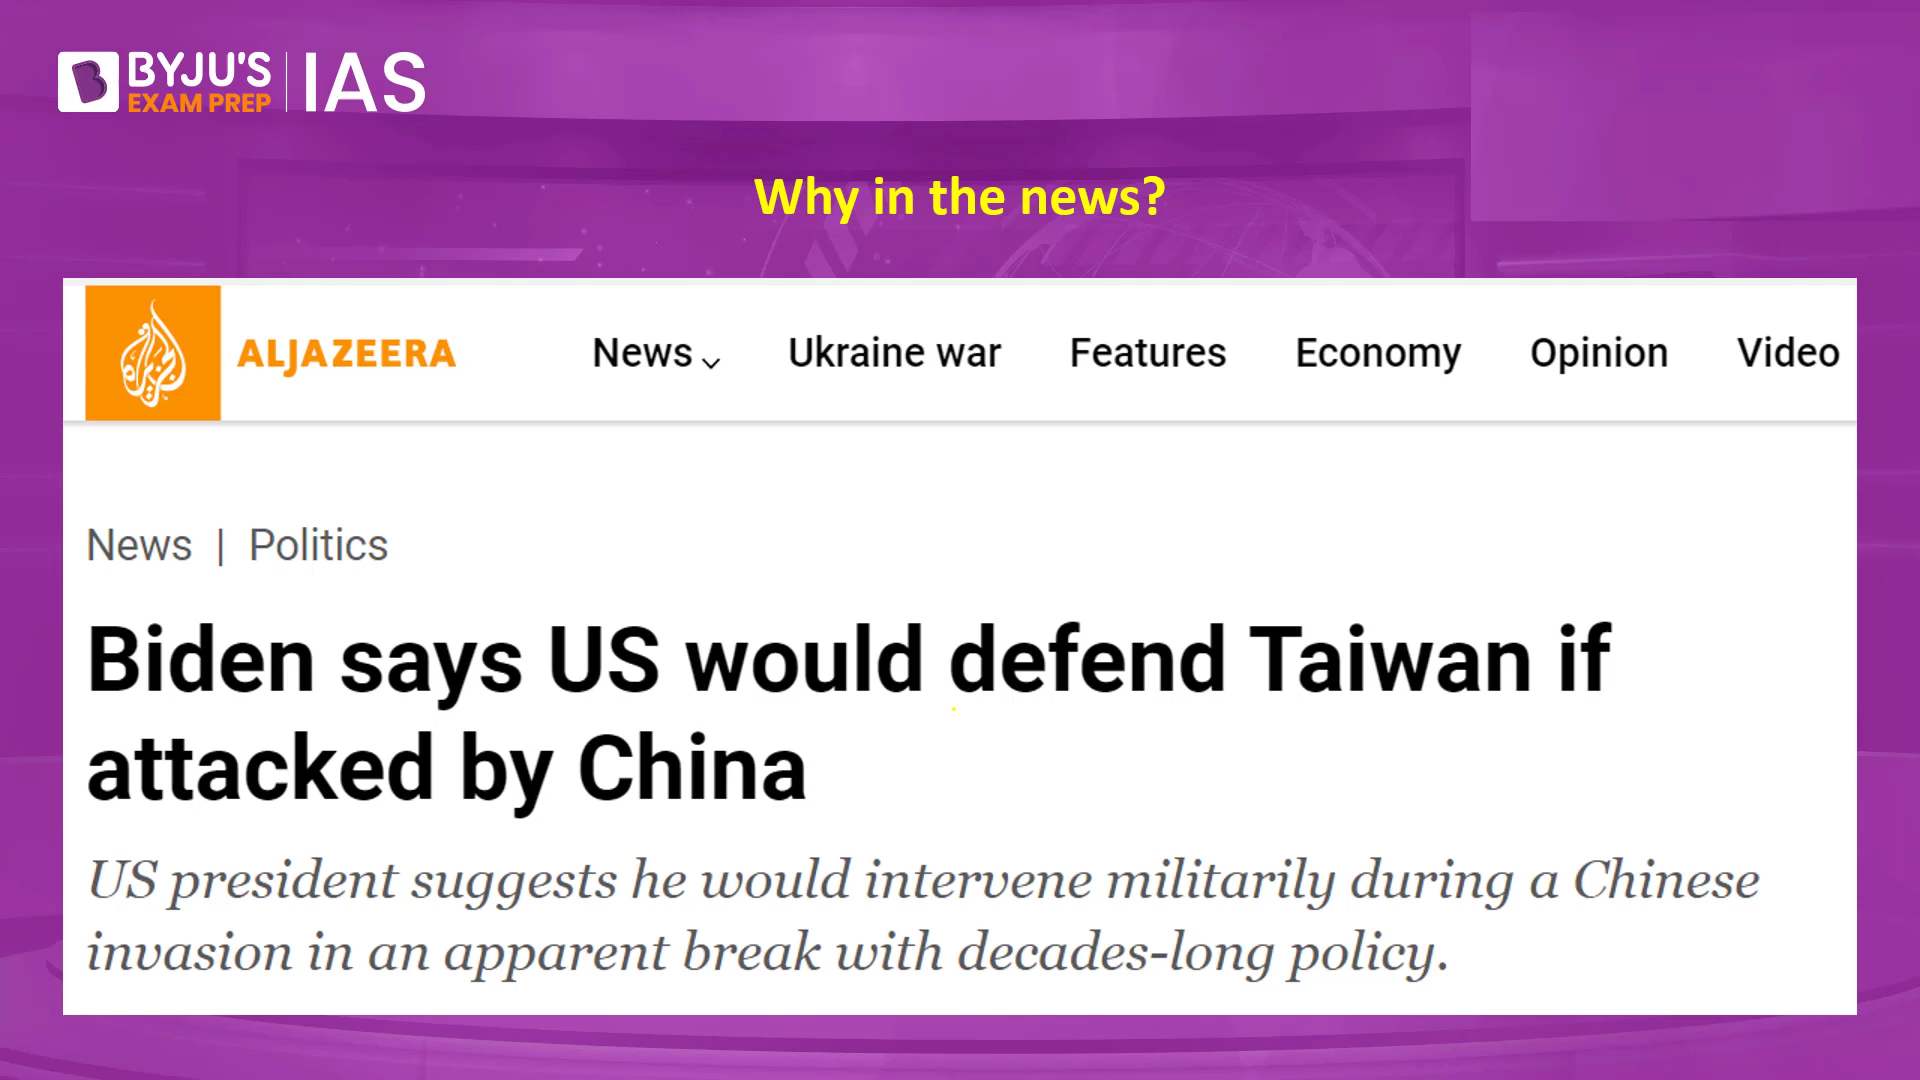 BYJU'S
EXAM PREP
IAS
Why in the news?
ALJAZEERA
News
Ukraine war
Features
Economy
Opinion
Video
News | Politics
Biden says US would defend Taiwan if
attacked by China
US president suggests he would intervene militarily during a Chinese
invasion in an apparent break with decades-long policy.